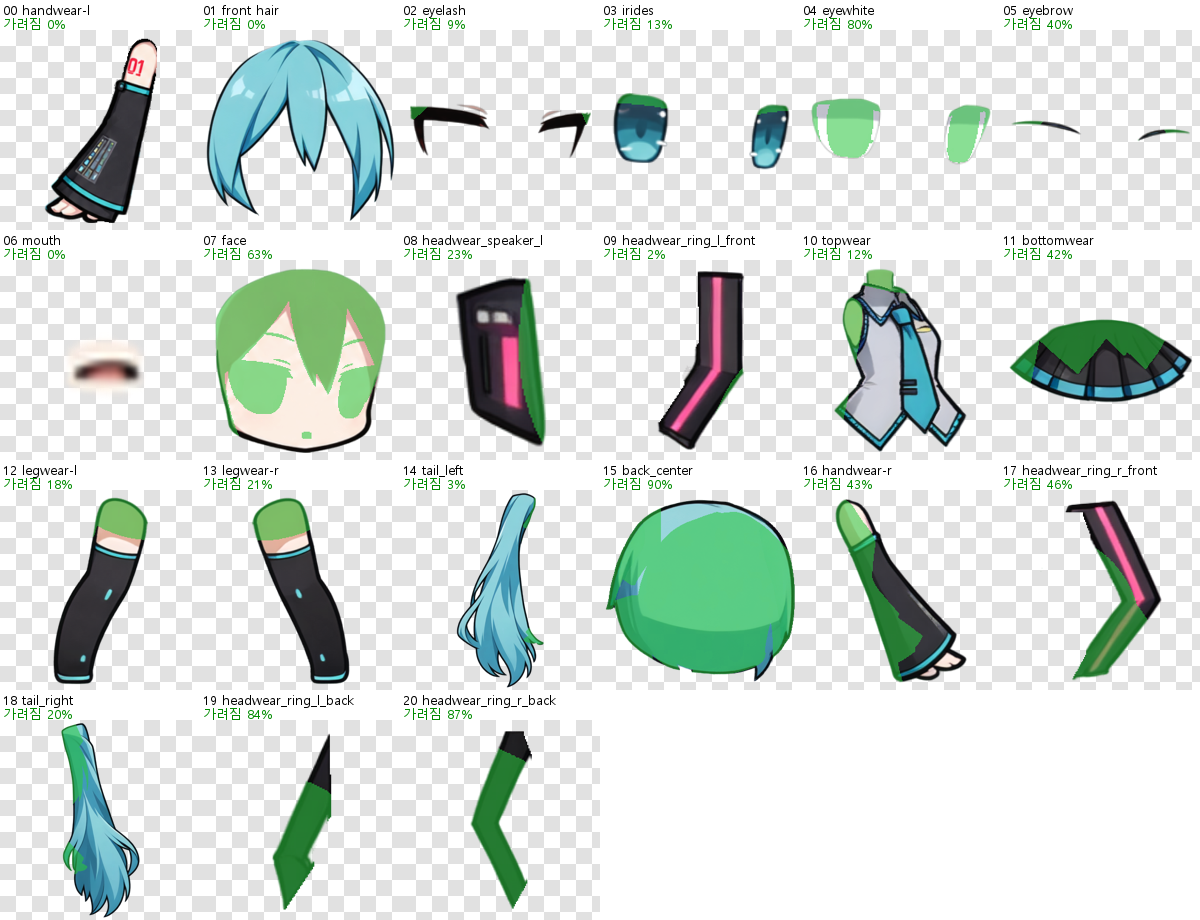 00 handwear-l
가려짐 0%
01 front hair
가려짐 0%
02 eyelash
가려짐 9%
03 irides
가려짐 13%
04 eyewhite
가려짐 80%
05 eyebrow
가려짐 40%
01
06 mouth
가려짐 0%
07 face
가려짐 63%
08 headwear_speaker_l
가려짐 23%
09 headwear_ring_l_front
가려짐 2%
10 topwear
가려짐 12%
11 bottomwear
가려짐 42%
12 legwear-l
가려짐 18%
13 legwear-r
가려짐 21%
14 tail_left
가려짐 3%
15 back_center
가려짐 90%
16 handwear-r
가려짐 43%
17 headwear_ring_r_front
가려짐 46%
18 tail_right
가려짐 20%
19 headwear_ring_l_back
가려짐 84%
20 headwear_ring_r_back
가려짐 87%